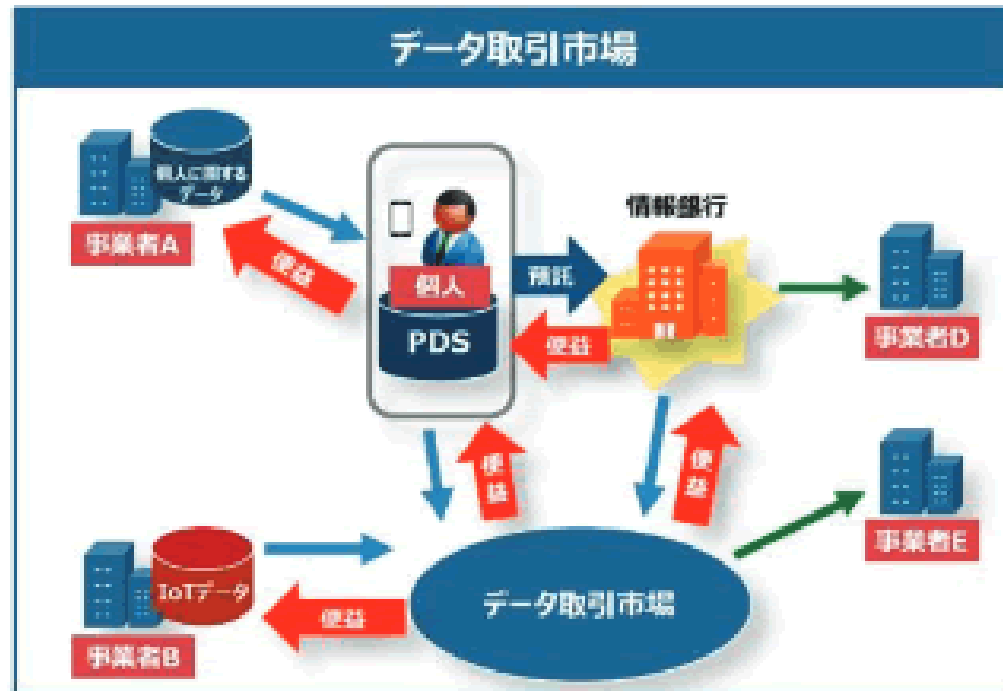 データ取引市場
個人に関する
データ
事業者A
便益
個人
PDS
預託
便益
情報銀行
事業者D
便益
便益
事業者E
IoTデータ
事業者B
便益
データ取引市場